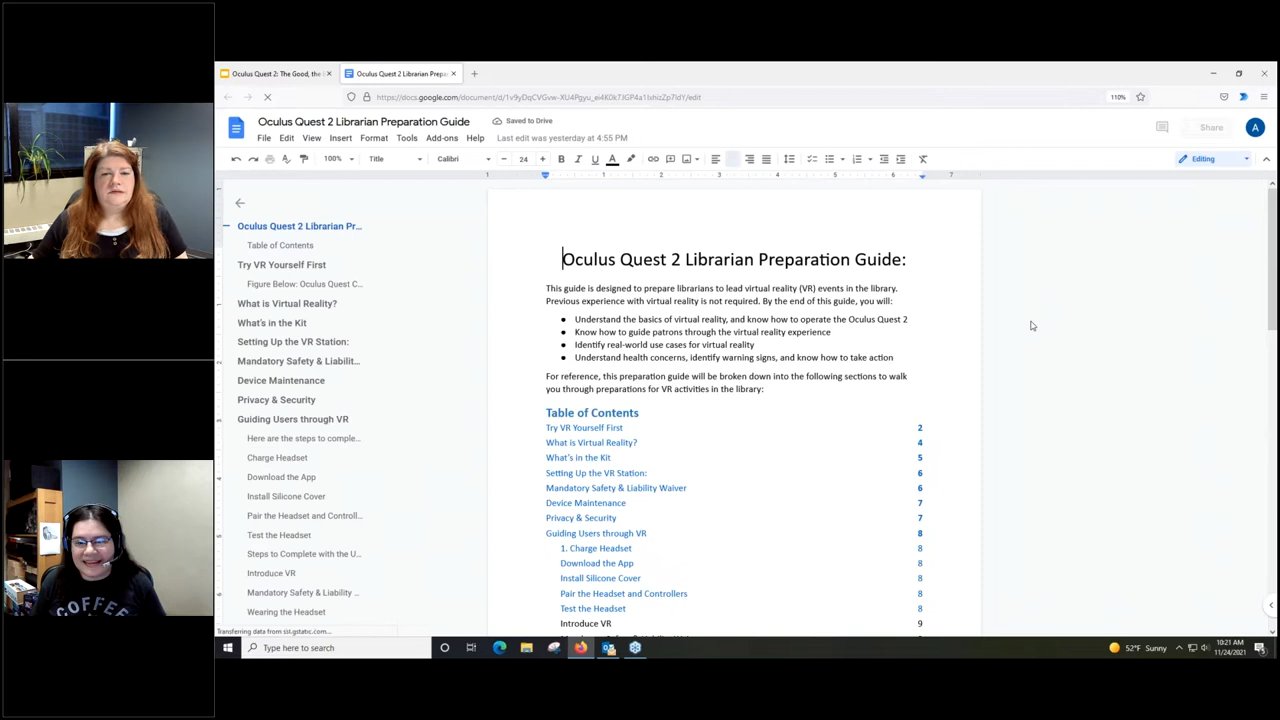 Oculus Quest 2: The Good, the
Oculus Quest 2 Librarian Prepar
https://docs.google.com/document/d/1v9yDqCVGvw-XU4Pgyu_ei4K0k7JGP4a1IxhizZp7ldY/edit
110%
Oculus Quest 2 Librarian Preparation Guide
Saved to Drive
File Edit View Insert Format Tools Add-ons Help
Last edit was yesterday at 4:55 PM
Share
A
100% Title Calibri 24 B I U A
Editing
1 1 2 3 4 5 6 7
Oculus Quest 2 Librarian Pr...
Table of Contents
Try VR Yourself First
Figure Below: Oculus Quest C...
What is Virtual Reality?
What's in the Kit
Setting Up the VR Station:
Mandatory Safety & Liabilit...
Device Maintenance
Privacy & Security
Guiding Users through VR
Here are the steps to comple...
Charge Headset
Download the App
Install Silicone Cover
Pair the Headset and Controll...
Test the Headset
Steps to Complete with the U...
Introduce VR
Mandatory Safety & Liability ...
Wearing the Headset
Transferring data from ssl.gstatic.com...
Oculus Quest 2 Librarian Preparation Guide:
This guide is designed to prepare librarians to lead virtual reality (VR) events in the library.
Previous experience with virtual reality is not required. By the end of this guide, you will:
● Understand the basics of virtual reality, and know how to operate the Oculus Quest 2
● Know how to guide patrons through the virtual reality experience
● Identify real-world use cases for virtual reality
● Understand health concerns, identify warning signs, and know how to take action
For reference, this preparation guide will be broken down into the following sections to walk
you through preparations for VR activities in the library:
Table of Contents
Try VR Yourself First 2
What is Virtual Reality? 4
What's in the Kit 5
Setting Up the VR Station: 6
Mandatory Safety & Liability Waiver 6
Device Maintenance 7
Privacy & Security 7
Guiding Users through VR 8
1. Charge Headset 8
Download the App 8
Install Silicone Cover 8
Pair the Headset and Controllers 8
Test the Headset 8
Introduce VR 9
COFFEE
Type here to search
52°F Sunny
10:21 AM
11/24/2021